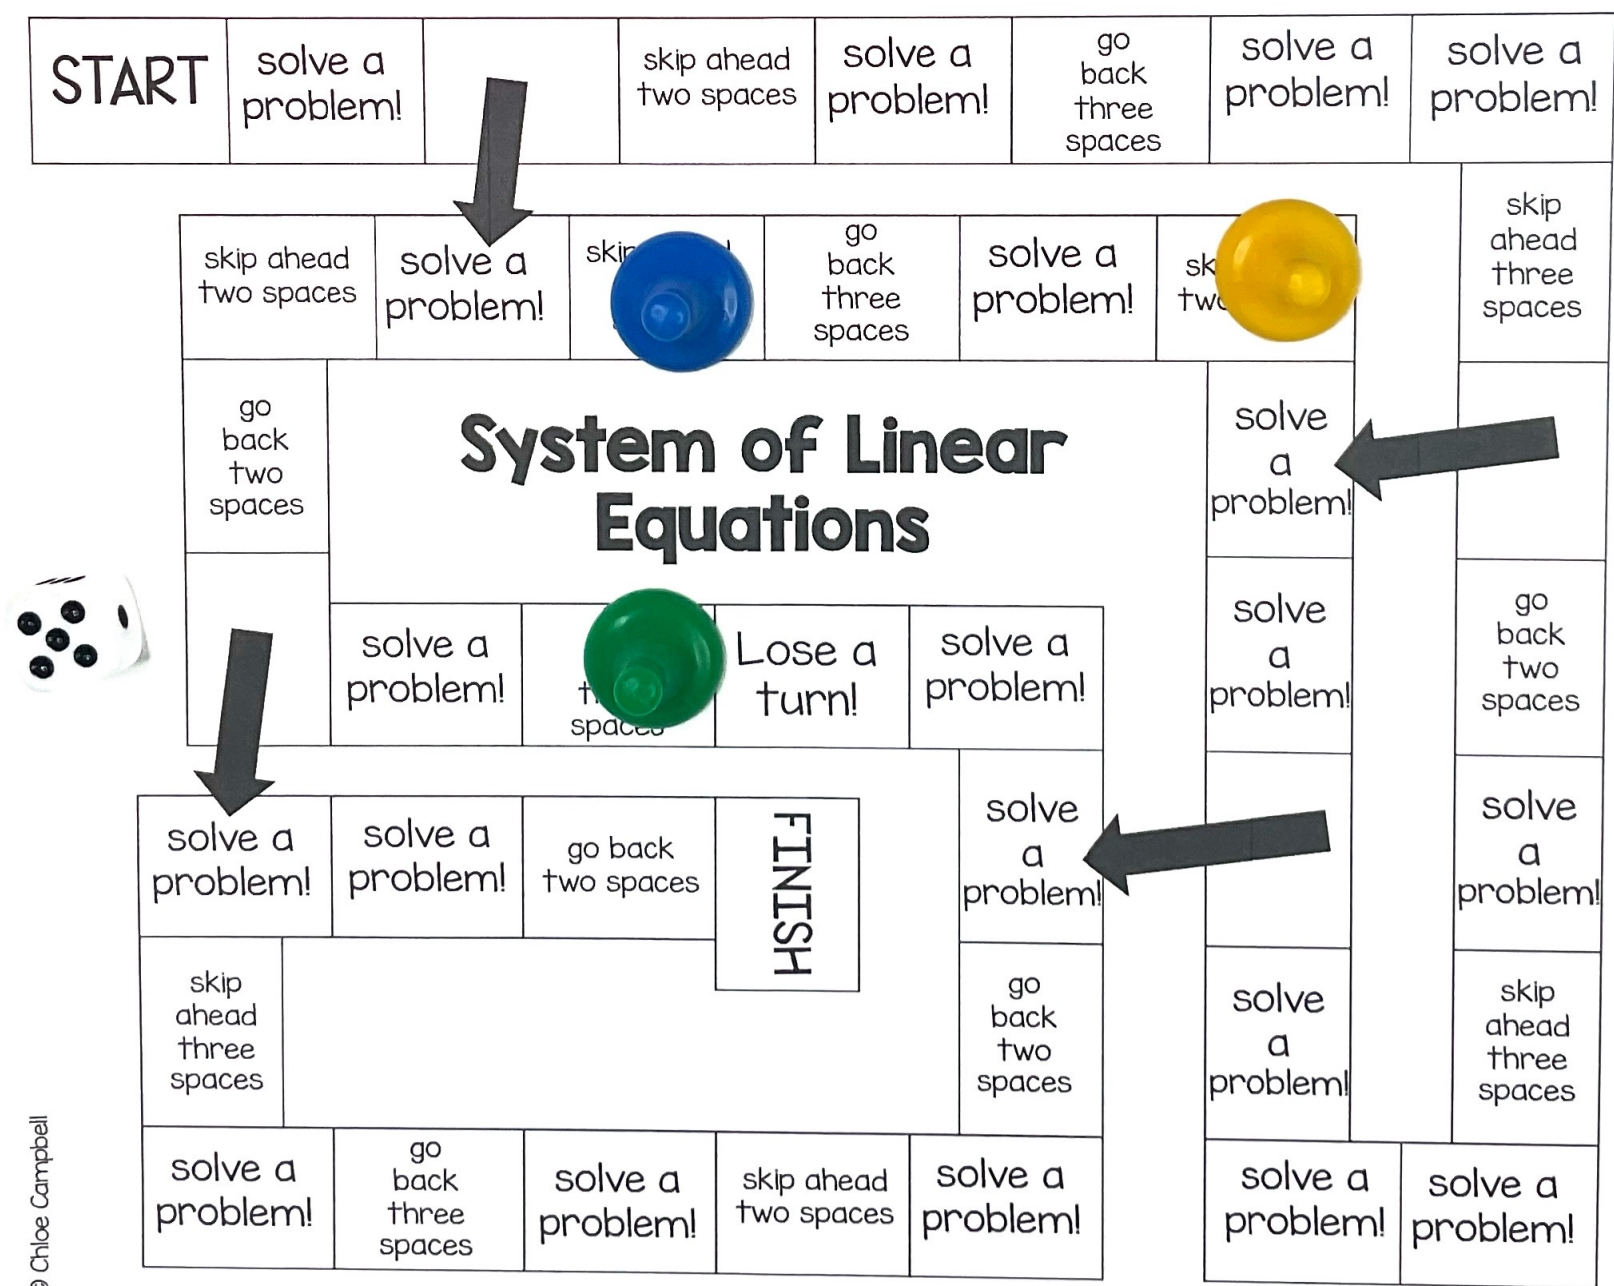 START
solve a
problem!
skip ahead
two spaces
solve a
problem!
go
back
three
spaces
solve a
problem!
solve a
problem!
skip
ahead
three
spaces
go
back
two
spaces
solve
a
problem!
skip
ahead
three
spaces
solve a
problem!
solve a
problem!
solve
a
problem!
solve
a
problem!
solve
a
problem!
solve a
problem!
go
back
three
spaces
solve a
problem!
skip ahead
two spaces
go
back
two
spaces
System of Linear
Equations
solve a
problem!
spaces
Lose a
turn!
solve a
problem!
solve
a
problem!
go
back
two
spaces
solve a
problem!
skip ahead
two spaces
solve a
problem!
go
back
three
spaces
solve a
problem!
skip
ahead
three
spaces
solve a
problem!
solve a
problem!
go back
two spaces
FINISH
Chloe Campbell